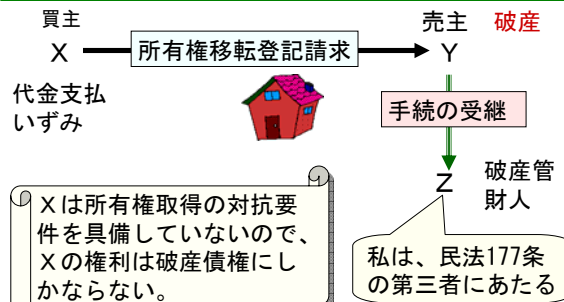 買主
X
代金支払
いずみ
所有権移転登記請求
売主 破産
Y
手続の受継
Z
破産管
財人
Xは所有権取得の対抗要
件を具備していないので、
Xの権利は破産債権にし
かならない。
私は、民法177条
の第三者にあたる